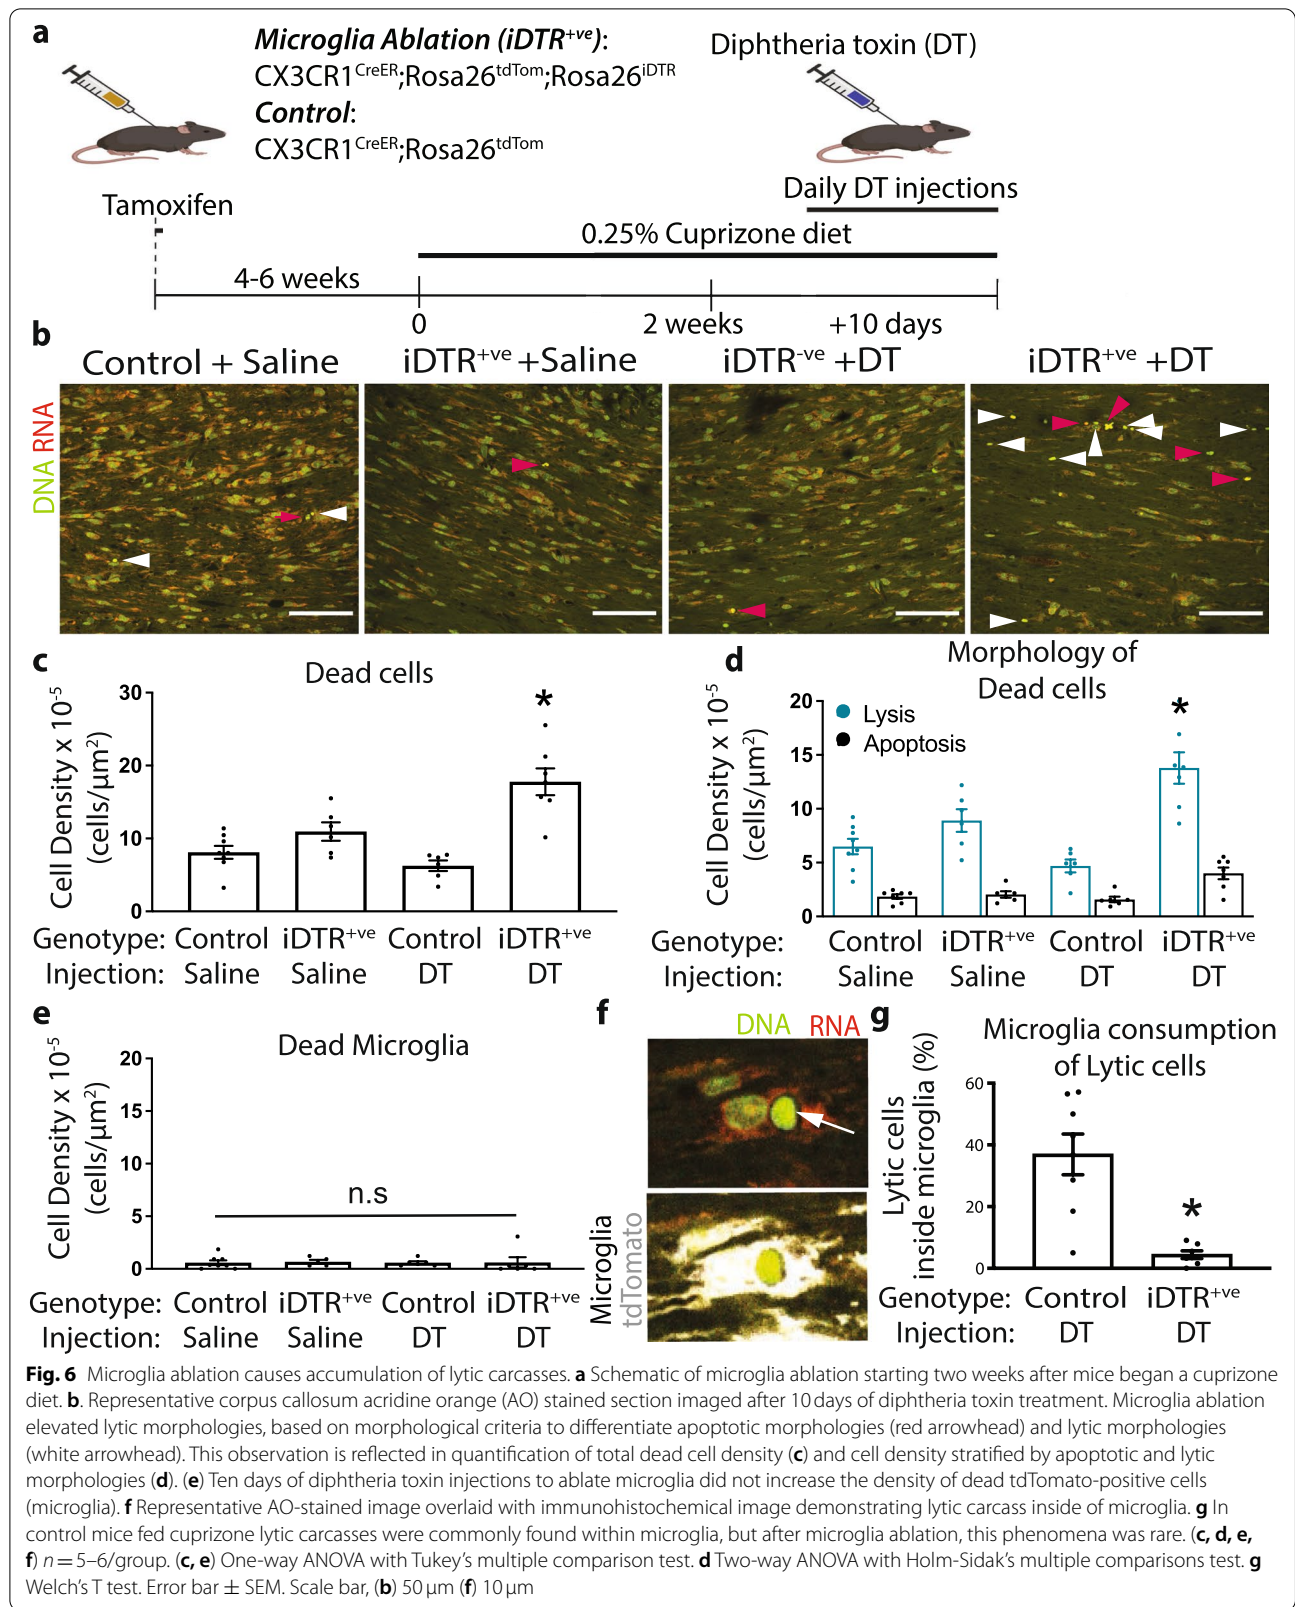 a
Microglia Ablation (iDTR+ve):
CX3CR1CreER;Rosa26tdTom;Rosa26iDTR
Control:
CX3CR1CreER;Rosa26tdTom
Diphtheria toxin (DT)
Tamoxifen
Daily DT injections
0.25% Cuprizone diet
4-6 weeks
0
2 weeks
+10 days
b
Control + Saline
iDTR+ve +Saline
iDTR-ve +DT
iDTR+ve +DT
DNA RNA
c
Dead cells
Cell Density x 10-5
(cells/µm2)
30
20
10
0
*
Genotype: Control iDTR+ve Control iDTR+ve
Injection: Saline Saline DT DT
d
Morphology of
Dead cells
Cell Density x 10-5
(cells/µm2)
20
15
10
5
0
Lysis
Apoptosis
*
Genotype: Control iDTR+ve Control iDTR+ve
Injection: Saline Saline DT DT
e
Dead Microglia
Cell Density x 10-5
(cells/µm2)
20
15
10
5
0
n.s
Genotype: Control iDTR+ve Control iDTR+ve
Injection: Saline Saline DT DT
f
DNA RNA
Microglia
tdTomato
g
Microglia consumption
of Lytic cells
Lytic cells
inside microglia (%)
60
40
20
0
*
Genotype: Control iDTR+ve
Injection: DT DT
Fig. 6 Microglia ablation causes accumulation of lytic carcasses. a Schematic of microglia ablation starting two weeks after mice began a cuprizone
diet. b. Representative corpus callosum acridine orange (AO) stained section imaged after 10 days of diphtheria toxin treatment. Microglia ablation
elevated lytic morphologies, based on morphological criteria to differentiate apoptotic morphologies (red arrowhead) and lytic morphologies
(white arrowhead). This observation is reflected in quantification of total dead cell density (c) and cell density stratified by apoptotic and lytic
morphologies (d). (e) Ten days of diphtheria toxin injections to ablate microglia did not increase the density of dead tdTomato-positive cells
(microglia). f Representative AO-stained image overlaid with immunohistochemical image demonstrating lytic carcass inside of microglia. g In
control mice fed cuprizone lytic carcasses were commonly found within microglia, but after microglia ablation, this phenomena was rare. (c, d, e,
f) n = 5–6/group. (c, e) One-way ANOVA with Tukey's multiple comparison test. d Two-way ANOVA with Holm-Sidak's multiple comparisons test. g
Welch's T test. Error bar ± SEM. Scale bar, (b) 50 µm (f) 10 µm